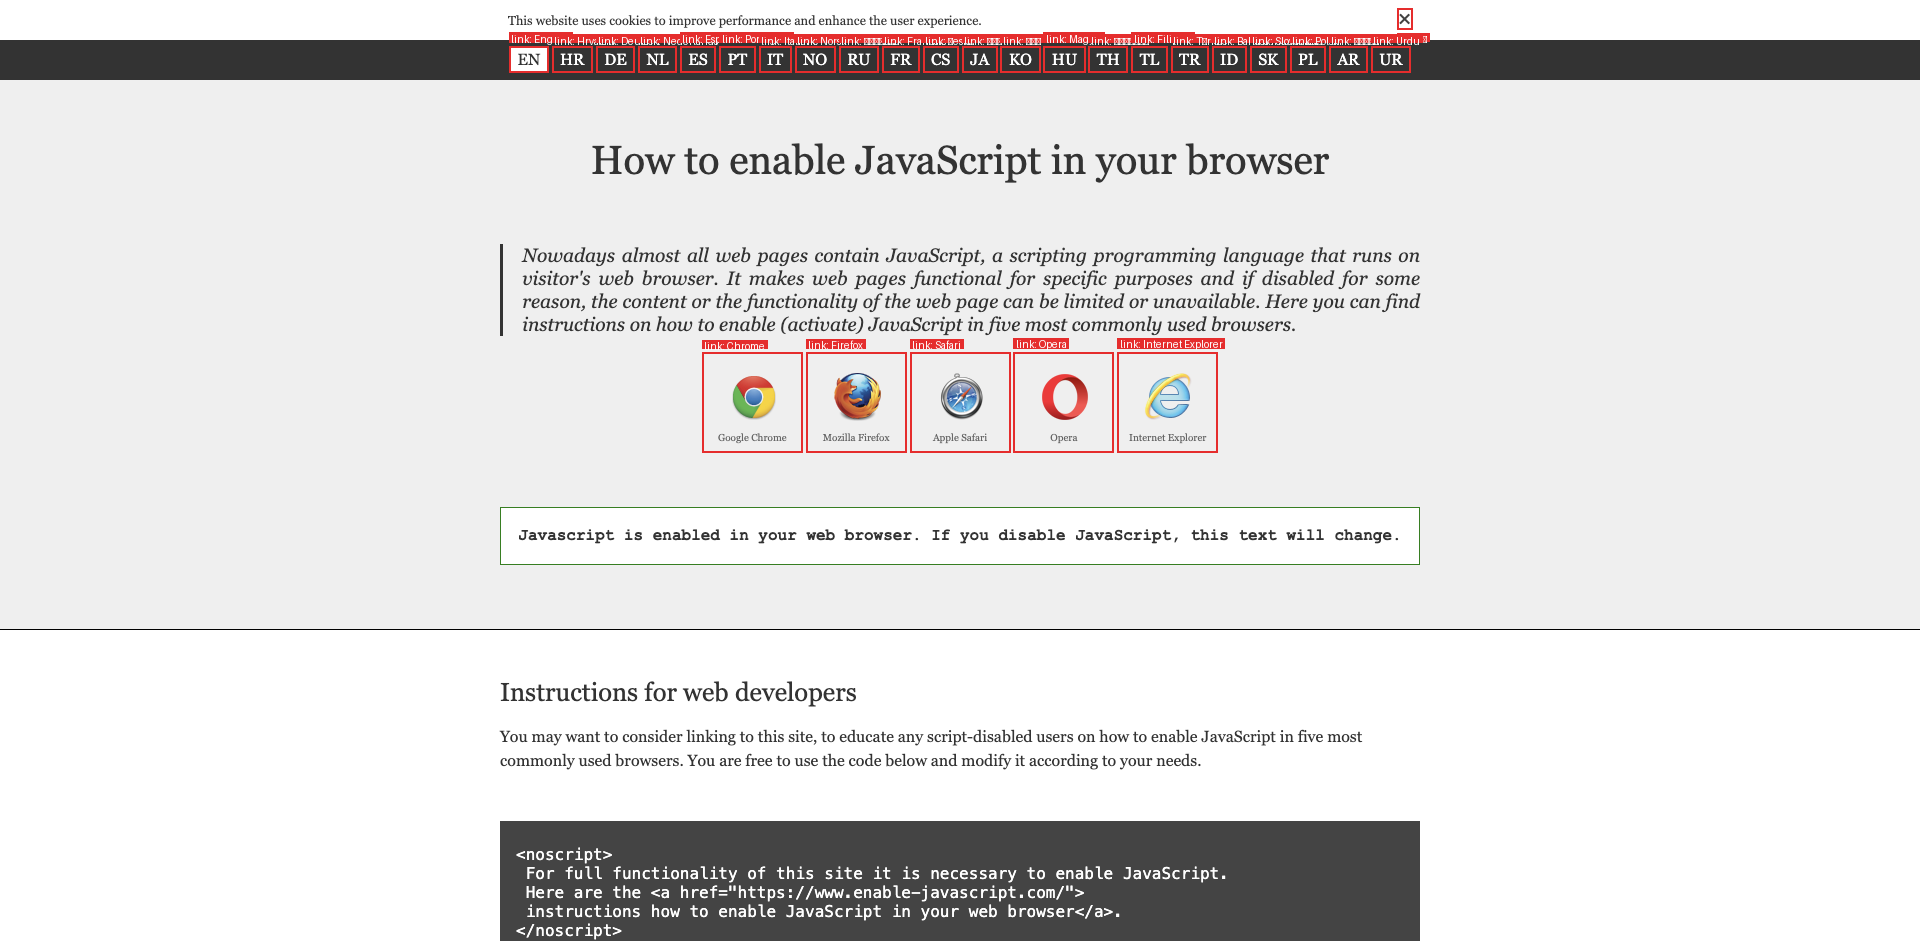 This website uses cookies to improve performance and enhance the user experience.
EN HR DE NL ES PT IT NO RU FR CS JA KO HU TH TL TR ID SK PL AR UR
How to enable JavaScript in your browser
Nowadays almost all web pages contain JavaScript, a scripting programming language that runs on
visitor's web browser. It makes web pages functional for specific purposes and if disabled for some
reason, the content or the functionality of the web page can be limited or unavailable. Here you can find
instructions on how to enable (activate) JavaScript in five most commonly used browsers.
link: Chrome link: Firefox link: Safari link: Opera link: Internet Explorer
Google Chrome Mozilla Firefox Apple Safari Opera Internet Explorer
Javascript is enabled in your web browser. If you disable JavaScript, this text will change.
Instructions for web developers
You may want to consider linking to this site, to educate any script-disabled users on how to enable JavaScript in five most
commonly used browsers. You are free to use the code below and modify it according to your needs.
<noscript>
For full functionality of this site it is necessary to enable JavaScript.
Here are the <a href="https://www.enable-javascript.com/">
instructions how to enable JavaScript in your web browser</a>.
</noscript>